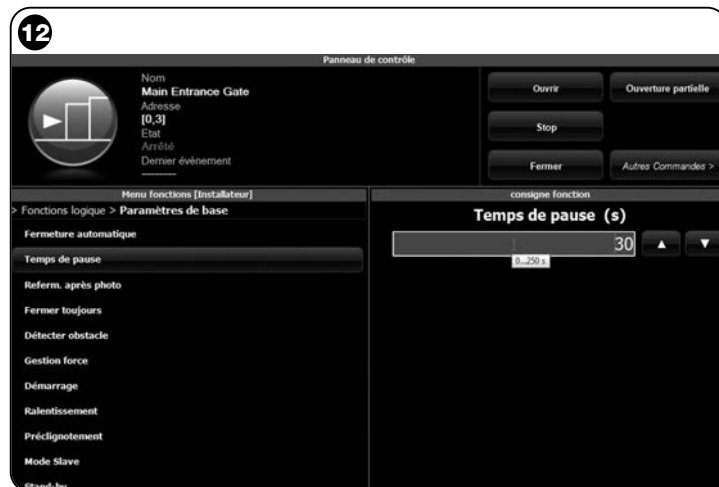 12
Panneau de contrôle
Nom
Main Entrance Gate
Adresse
[0,3]
Etat
Arrêté
Dernier évènement
--------
Ouvrir
Ouverture partielle
Stop
Fermer
Autres Commandes >
Menu fonctions [Installateur]
> Fonctions logique > Paramètres de base
Fermeture automatique
Temps de pause
Referm. après photo
Fermer toujours
Détecter obstacle
Gestion force
Démarrage
Ralentissement
Préclignotement
Mode Slave
Stand-by
consigne fonction
Temps de pause (s)
30
0...250 s